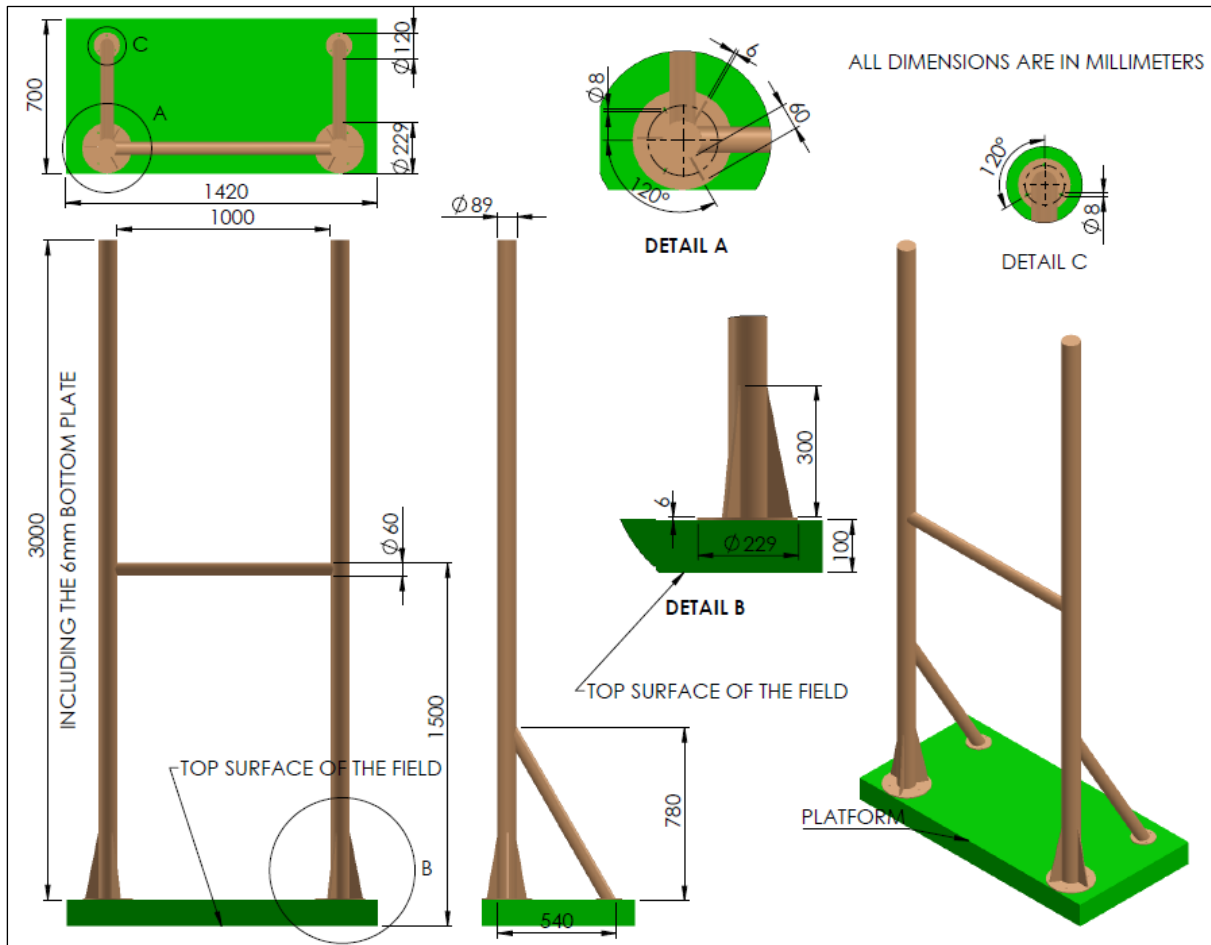 ALL DIMENSIONS ARE IN MILLIMETERS
700
C
A
Ø120
Ø229
1420
1000
Ø8
6
60
120°
DETAIL A
120°
Ø8
DETAIL C
3000
INCLUDING THE 6mm BOTTOM PLATE
Ø60
1500
TOP SURFACE OF THE FIELD
B
Ø89
780
540
300
6
Ø229
100
DETAIL B
TOP SURFACE OF THE FIELD
PLATFORM